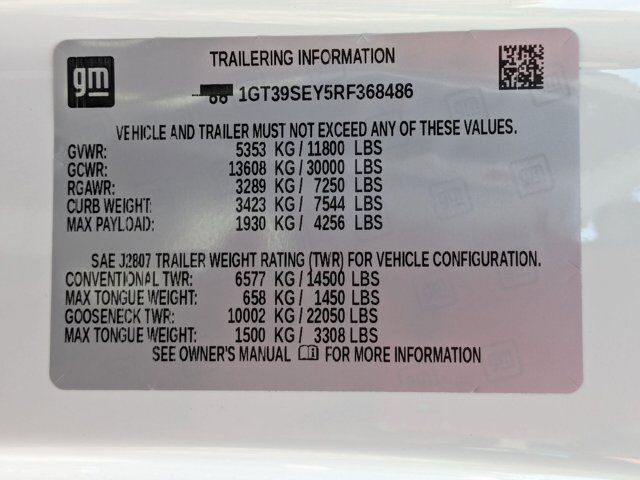 gm
TRAILERING INFORMATION
1GT39SEY5RF368486
VEHICLE AND TRAILER MUST NOT EXCEED ANY OF THESE VALUES.
GVWR: 5353 KG / 11800 LBS
GCWR: 13608 KG / 30000 LBS
RGAWR: 3289 KG / 7250 LBS
CURB WEIGHT: 3423 KG / 7544 LBS
MAX PAYLOAD: 1930 KG / 4256 LBS
SAE J2807 TRAILER WEIGHT RATING (TWR) FOR VEHICLE CONFIGURATION.
CONVENTIONAL TWR: 6577 KG / 14500 LBS
MAX TONGUE WEIGHT: 658 KG / 1450 LBS
GOOSENECK TWR: 10002 KG / 22050 LBS
MAX TONGUE WEIGHT: 1500 KG / 3308 LBS
SEE OWNER'S MANUAL FOR MORE INFORMATION